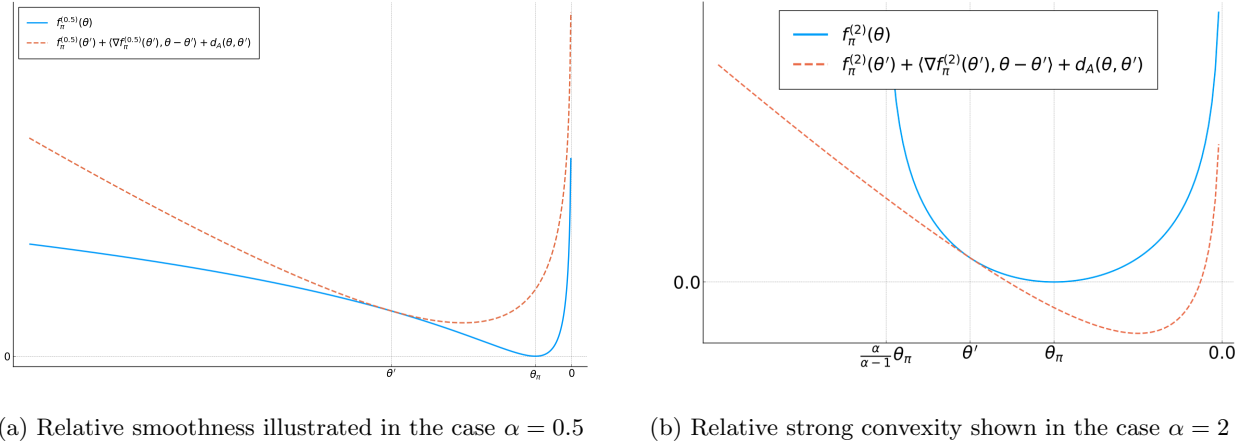 f_π^(0.5)(θ)
f_π^(0.5)(θ′) + ⟨∇f_π^(0.5)(θ′), θ − θ′⟩ + d_A(θ, θ′)
0
θ′
θ_π
0
f_π^(2)(θ)
f_π^(2)(θ′) + ⟨∇f_π^(2)(θ′), θ − θ′⟩ + d_A(θ, θ′)
0.0
α/(α − 1) θ_π
θ′
θ_π
0.0
a) Relative smoothness illustrated in the case α = 0.5
(b) Relative strong convexity shown in the case α = 2